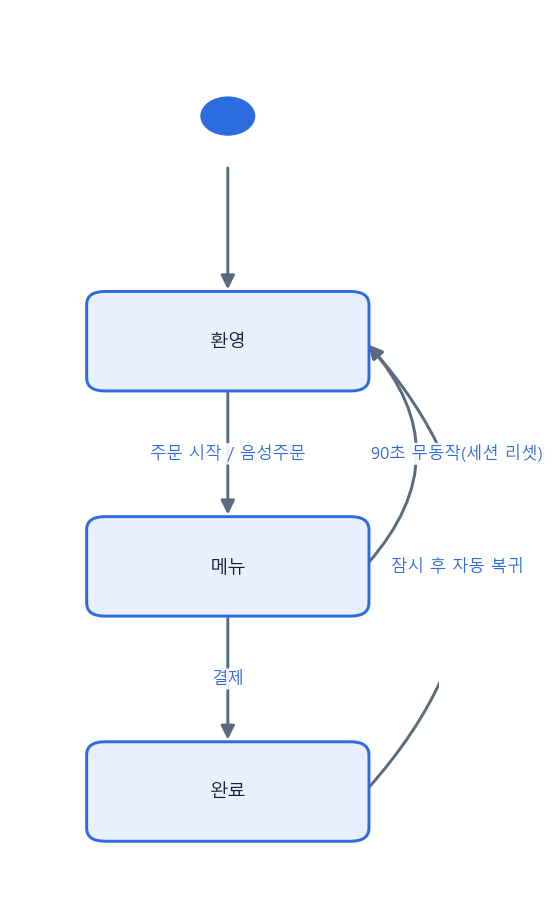 환영
주문 시작 / 음성주문
90초 무동작(세션 리셋)
메뉴
잠시 후 자동 복귀
결제
완료